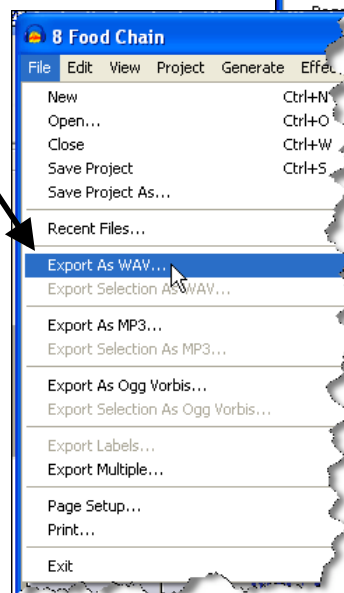 8 Food Chain
File Edit View Project Generate
New Ctrl+N
Open... Ctrl+O
Close Ctrl+W
Save Project Ctrl+S
Save Project As...
Recent Files...
Export As WAV...
Export Selection As WAV...
Export As MP3...
Export Selection As MP3...
Export As Ogg Vorbis...
Export Selection As Ogg Vorbis...
Export Labels...
Export Multiple...
Page Setup...
Print...
Exit